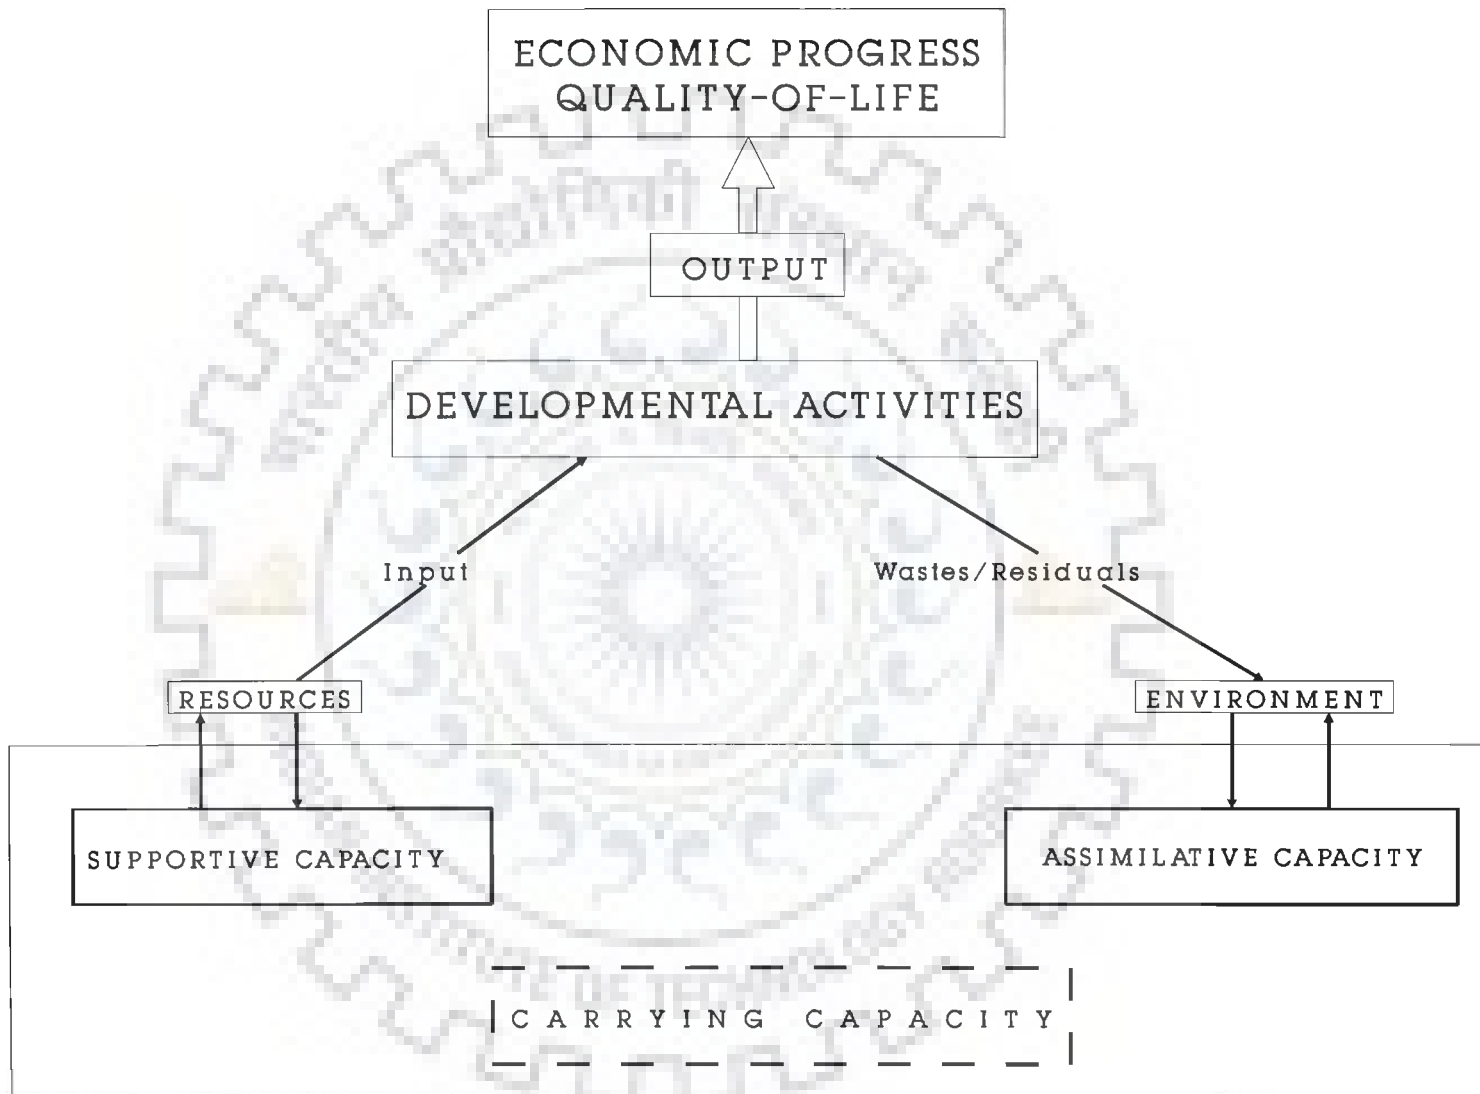 ECONOMIC PROGRESS
QUALITY-OF-LIFE
OUTPUT
DEVELOPMENTAL ACTIVITIES
Input
Wastes/Residuals
RESOURCES
ENVIRONMENT
SUPPORTIVE CAPACITY
ASSIMILATIVE CAPACITY
CARRYING CAPACITY